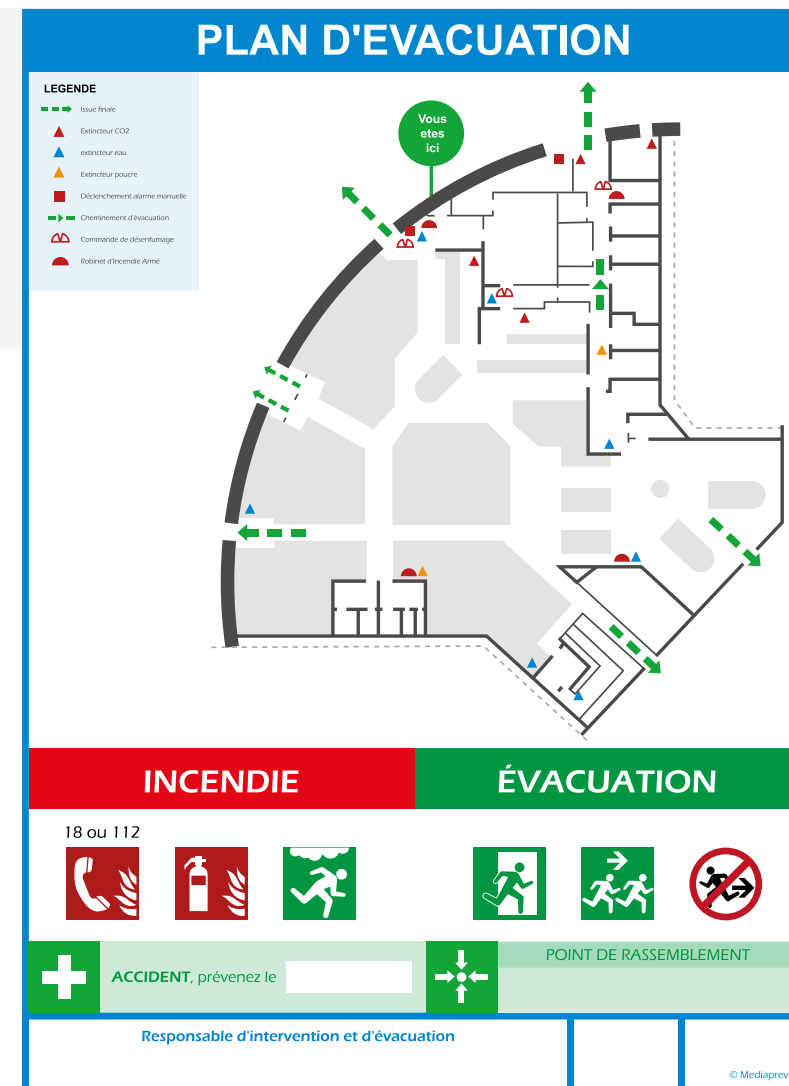 PLAN D'EVACUATION
LEGENDE
Issue finale
Extincteur CO2
extincteur eau
Extincteur poucre
Déclenchement alarme manuelle
Cheminement d'évacuation
Commande de désenfumage
Robinet d'Incendie Armé
Vous
etes
ici
INCENDIE
ÉVACUATION
18 ou 112
ACCIDENT, prévenez le
POINT DE RASSEMBLEMENT
Responsable d'intervention et d'évacuation
© Mediaprev